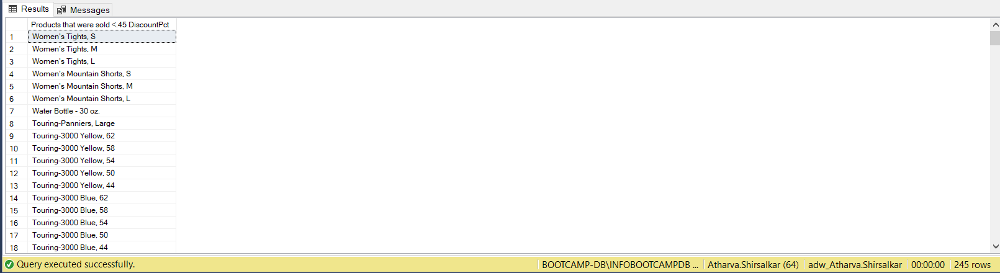 Results Messages
Products that were sold <.45 DiscountPct
1 Women's Tights, S
2 Women's Tights, M
3 Women's Tights, L
4 Women's Mountain Shorts, S
5 Women's Mountain Shorts, M
6 Women's Mountain Shorts, L
7 Water Bottle - 30 oz.
8 Touring-Panniers, Large
9 Touring-3000 Yellow, 62
10 Touring-3000 Yellow, 58
11 Touring-3000 Yellow, 54
12 Touring-3000 Yellow, 50
13 Touring-3000 Yellow, 44
14 Touring-3000 Blue, 62
15 Touring-3000 Blue, 58
16 Touring-3000 Blue, 54
17 Touring-3000 Blue, 50
18 Touring-3000 Blue, 44
Query executed successfully. BOOTCAMP-DB\INFOBOOTCAMPDB ... Atharva.Shirsalkar (64) adw_Atharva.Shirsalkar 00:00:00 245 rows